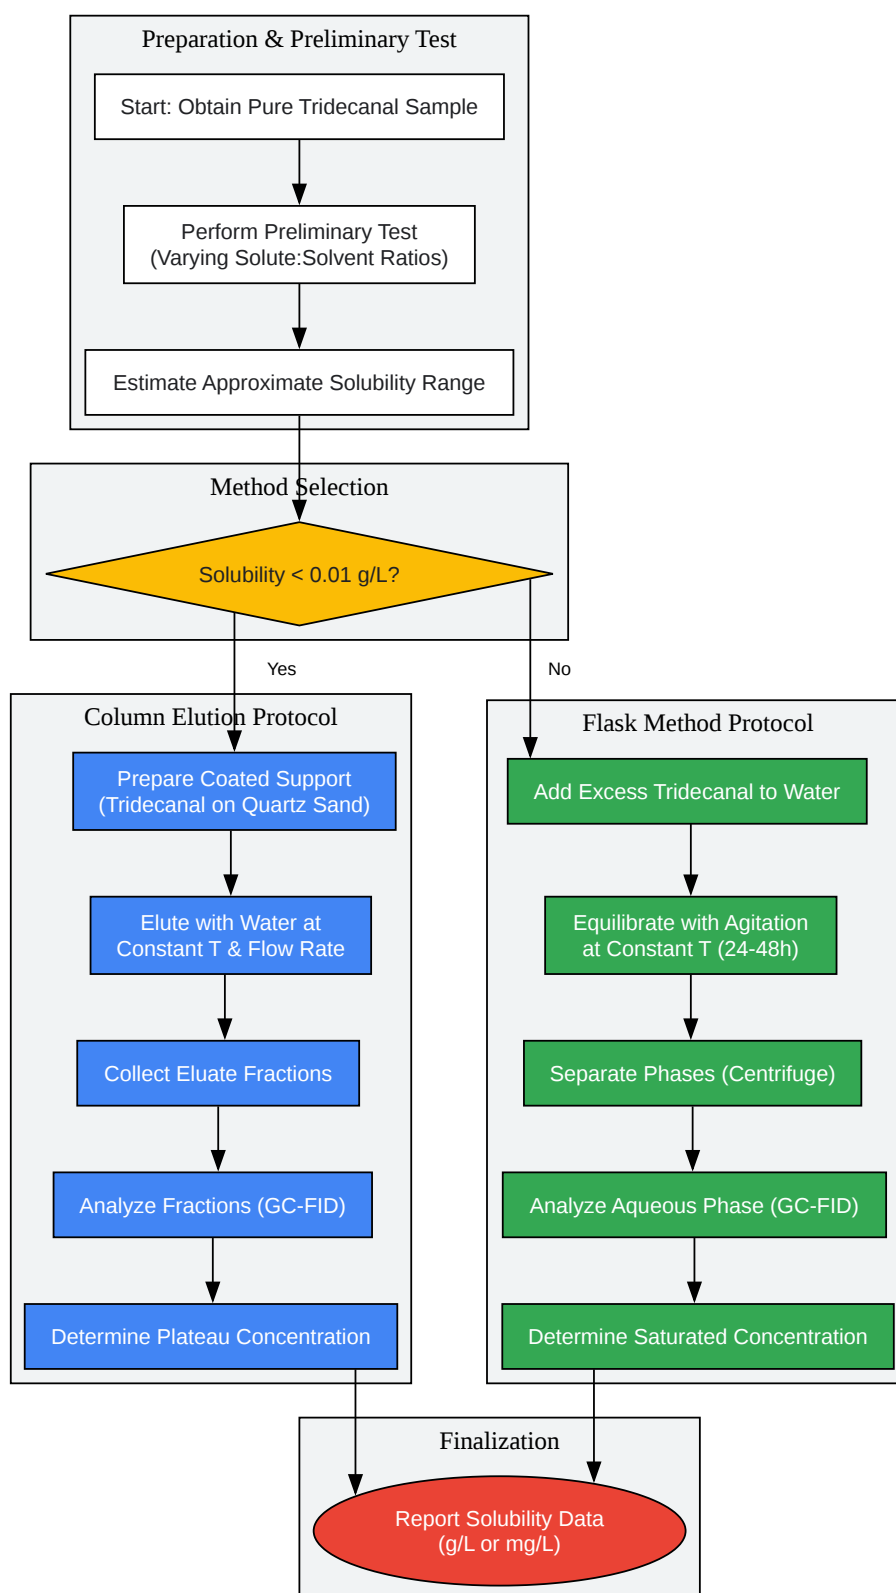 Preparation & Preliminary Test
Start: Obtain Pure Tridecanal Sample
Perform Preliminary Test
(Varying Solute:Solvent Ratios)
Estimate Approximate Solubility Range
Method Selection
Solubility < 0.01 g/L?
Yes
No
Column Elution Protocol
Prepare Coated Support
(Tridecanal on Quartz Sand)
Elute with Water at
Constant T & Flow Rate
Collect Eluate Fractions
Analyze Fractions (GC-FID)
Determine Plateau Concentration
Flask Method Protocol
Add Excess Tridecanal to Water
Equilibrate with Agitation
at Constant T (24-48h)
Separate Phases (Centrifuge)
Analyze Aqueous Phase (GC-FID)
Determine Saturated Concentration
Finalization
Report Solubility Data
(g/L or mg/L)